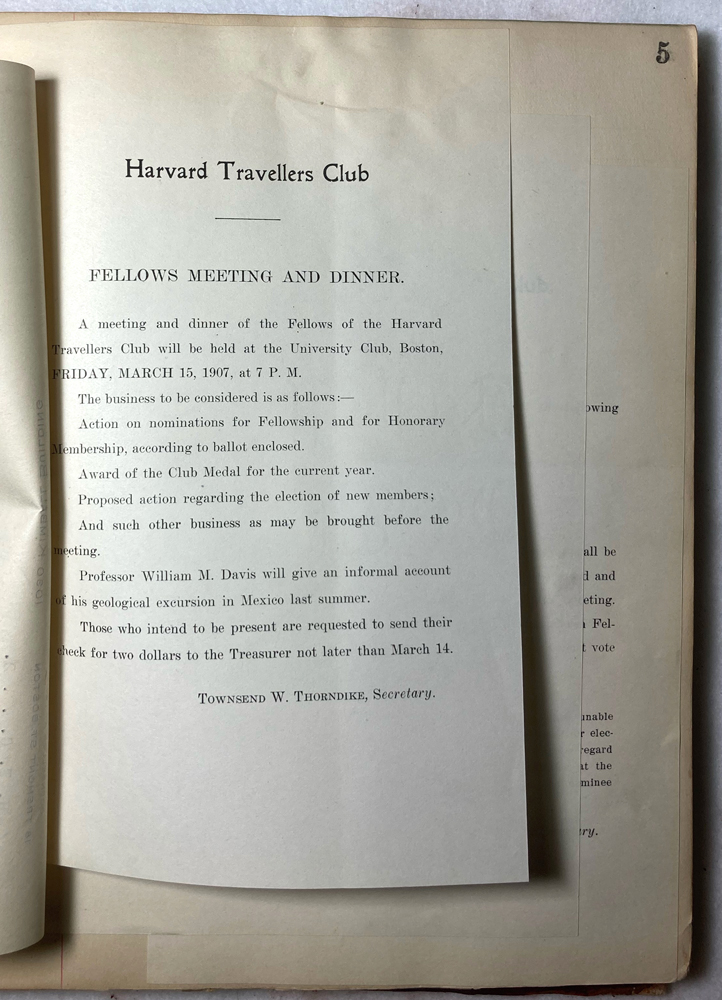 5
Harvard Travellers Club
FELLOWS MEETING AND DINNER.
A meeting and dinner of the Fellows of the Harvard
Travellers Club will be held at the University Club, Boston,
FRIDAY, MARCH 15, 1907, at 7 P. M.
The business to be considered is as follows:—
Action on nominations for Fellowship and for Honorary
Membership, according to ballot enclosed.
Award of the Club Medal for the current year.
Proposed action regarding the election of new members;
And such other business as may be brought before the
meeting.
Professor William M. Davis will give an informal account
of his geological excursion in Mexico last summer.
Those who intend to be present are requested to send their
check for two dollars to the Treasurer not later than March 14.
Townsend W. Thorndike, Secretary.
owing
all be
d and
eting.
Fel-
t vote
unable
r elec-
egard
at the
minee
ry.